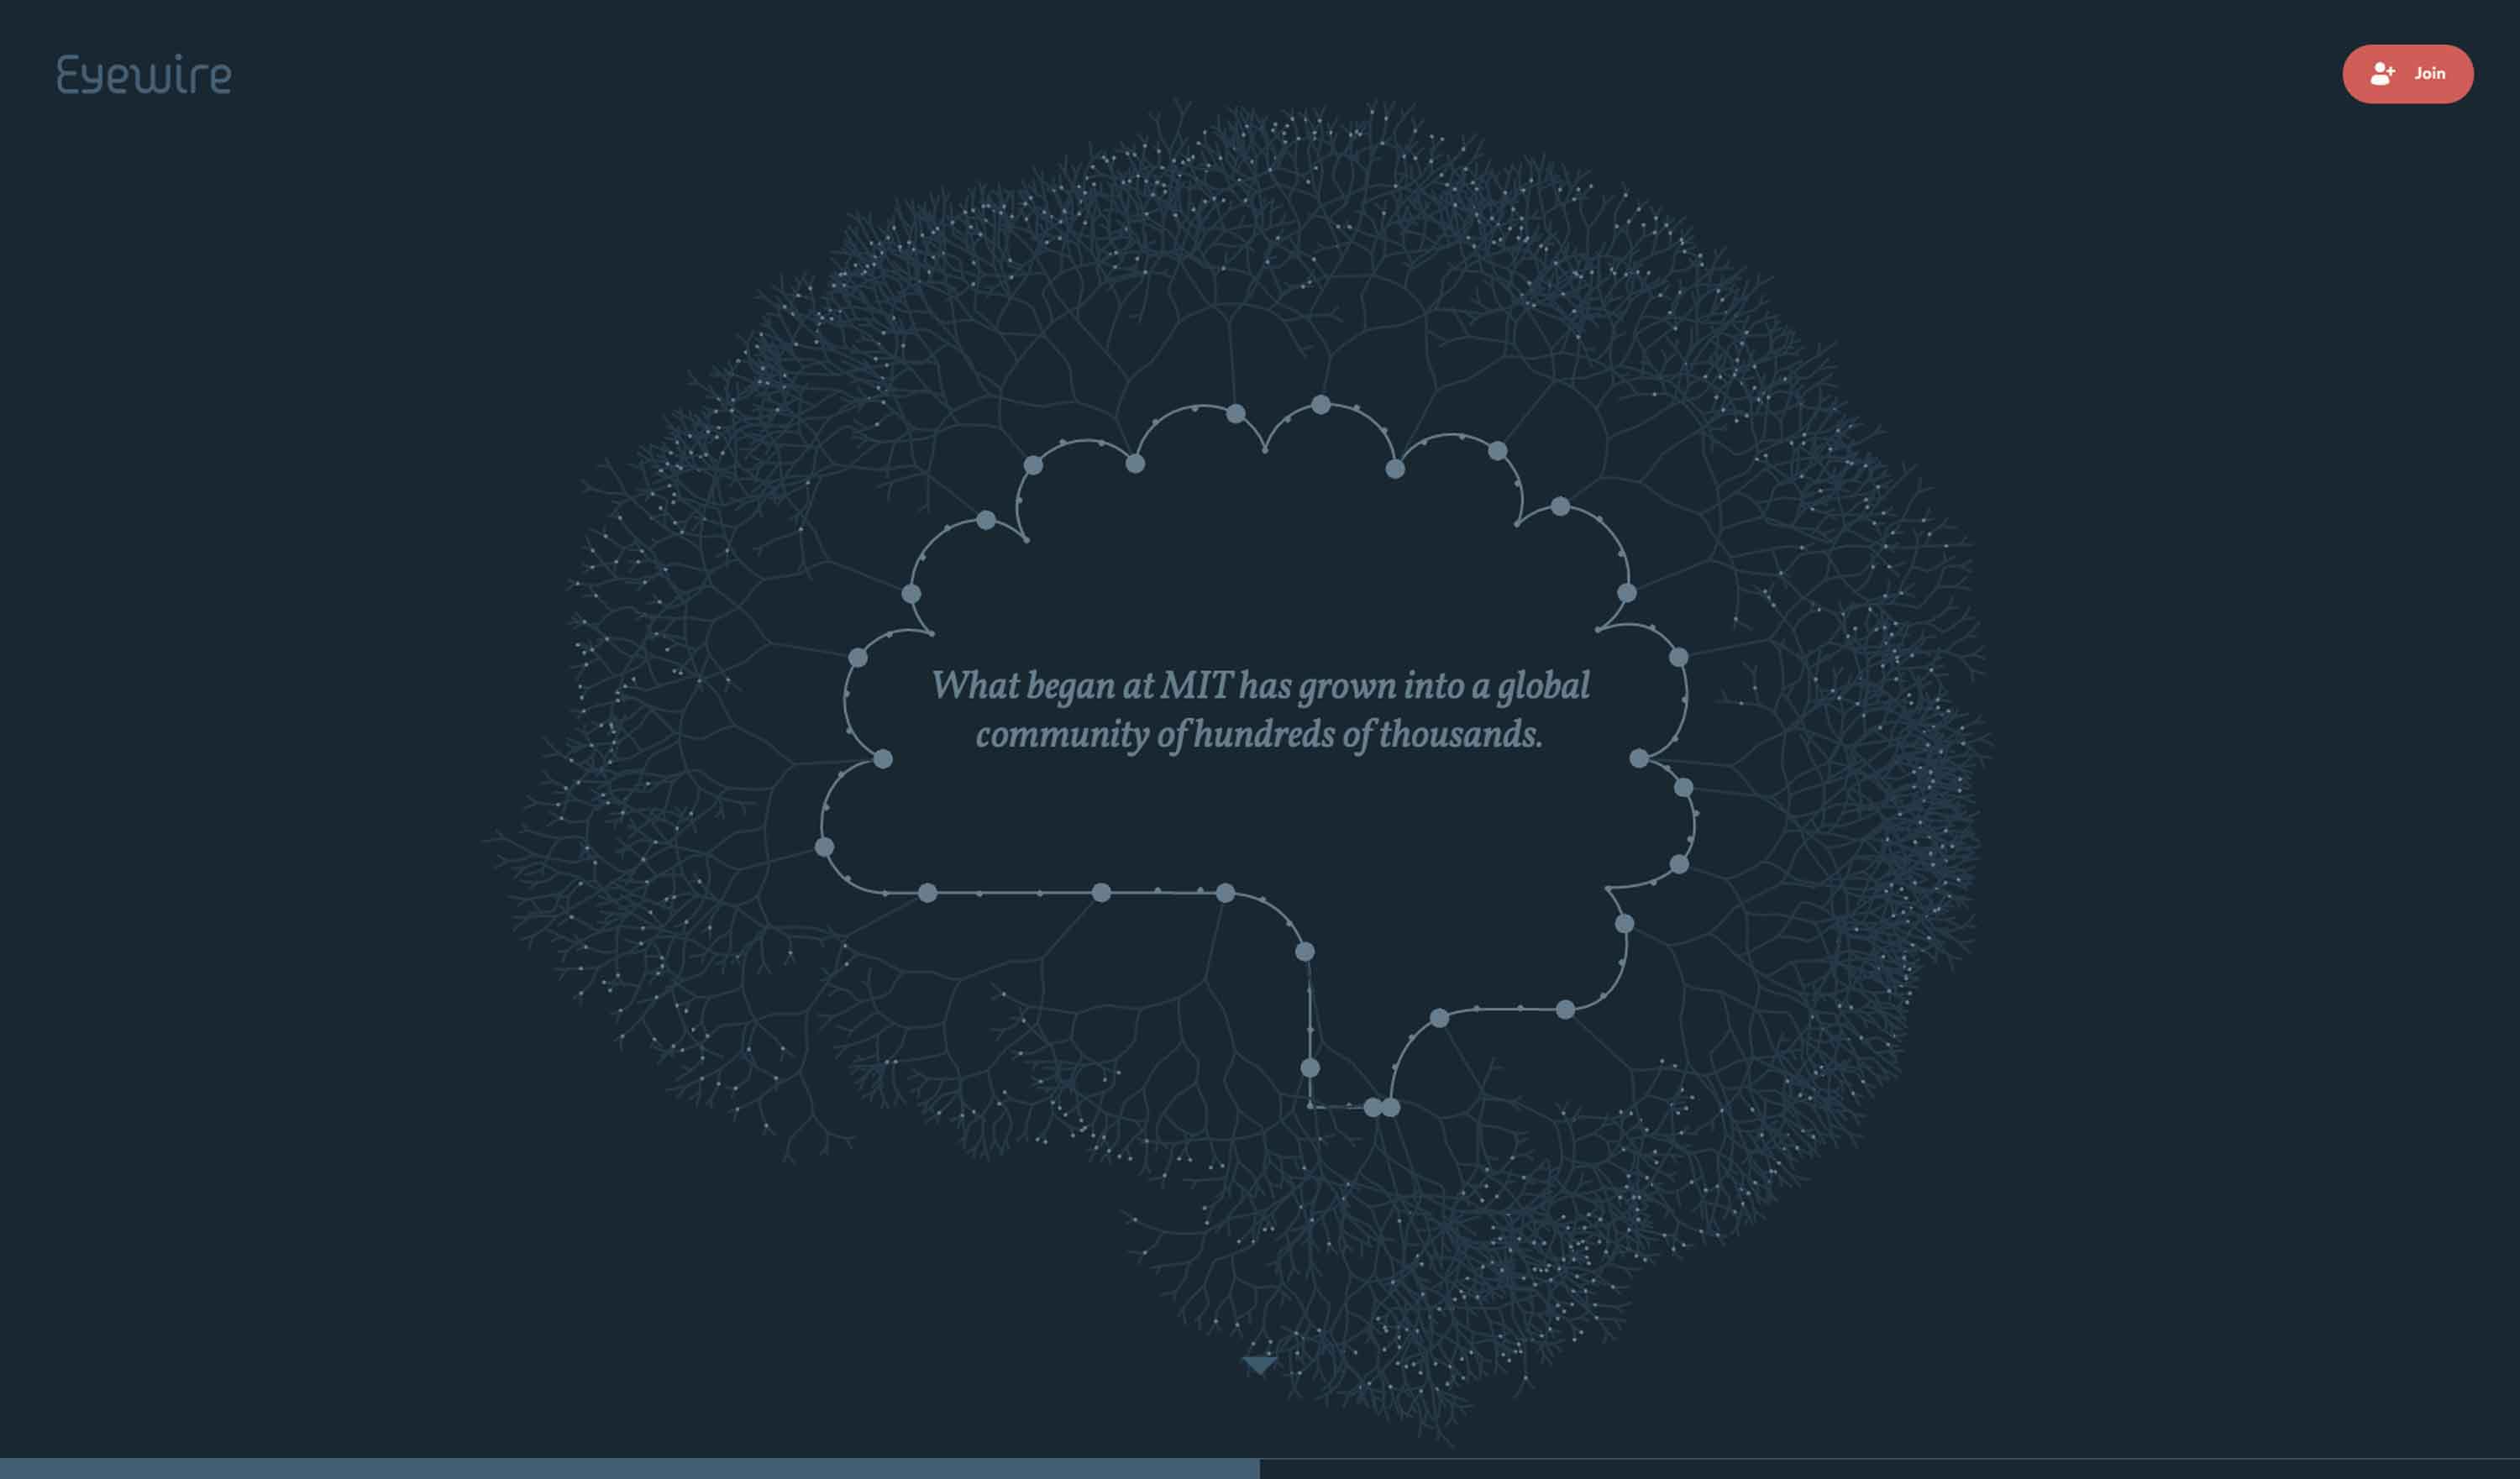 Eyewire
Join
What began at MIT has grown into a global
community of hundreds of thousands.